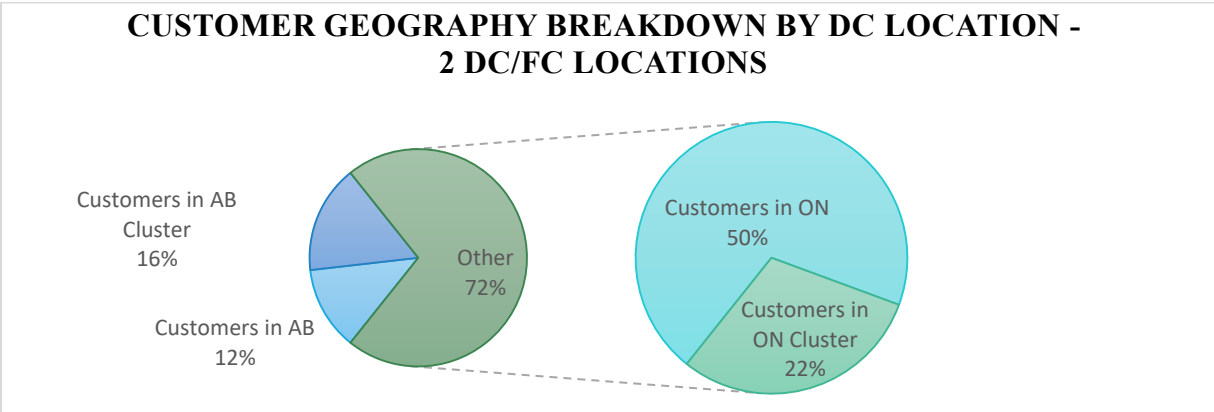 CUSTOMER GEOGRAPHY BREAKDOWN BY DC LOCATION -
2 DC/FC LOCATIONS
Customers in AB
Cluster
16%
Customers in AB
12%
Other
72%
Customers in ON
50%
Customers in
ON Cluster
22%